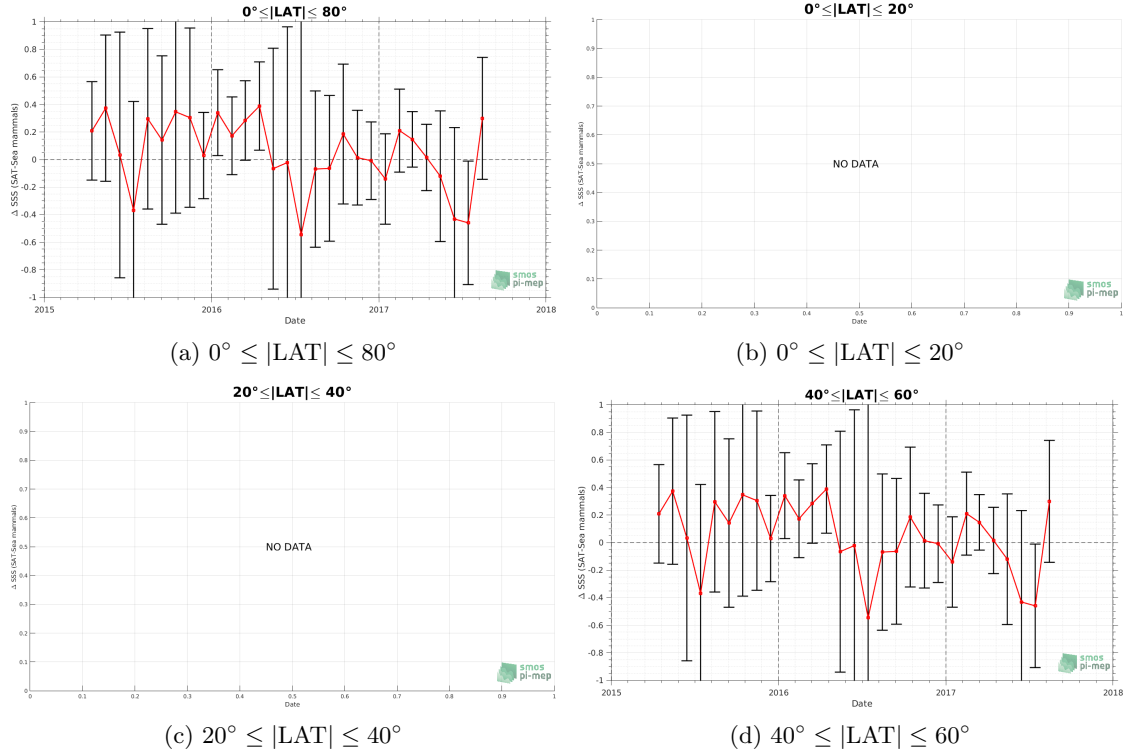 0°≤|LAT|≤ 80°
Δ SSS (SAT-Sea mammals)
1
0.8
0.6
0.4
0.2
0
-0.2
-0.4
-0.6
-0.8
-1
2015 2016 2017 2018
Date
smos
pi-mep
(a) 0° ≤ |LAT| ≤ 80°
0°≤|LAT|≤ 20°
Δ SSS (SAT-Sea mammals)
1
0.9
0.8
0.7
0.6
0.5
0.4
0.3
0.2
0.1
0
NO DATA
0 0.1 0.2 0.3 0.4 0.5 0.6 0.7 0.8 0.9 1
Date
smos
pi-mep
(b) 0° ≤ |LAT| ≤ 20°
20°≤|LAT|≤ 40°
Δ SSS (SAT-Sea mammals)
1
0.9
0.8
0.7
0.6
0.5
0.4
0.3
0.2
0.1
0
NO DATA
0 0.1 0.2 0.3 0.4 0.5 0.6 0.7 0.8 0.9 1
Date
smos
pi-mep
(c) 20° ≤ |LAT| ≤ 40°
40°≤|LAT|≤ 60°
Δ SSS (SAT-Sea mammals)
1
0.8
0.6
0.4
0.2
0
-0.2
-0.4
-0.6
-0.8
-1
2015 2016 2017 2018
Date
smos
pi-mep
(d) 40° ≤ |LAT| ≤ 60°